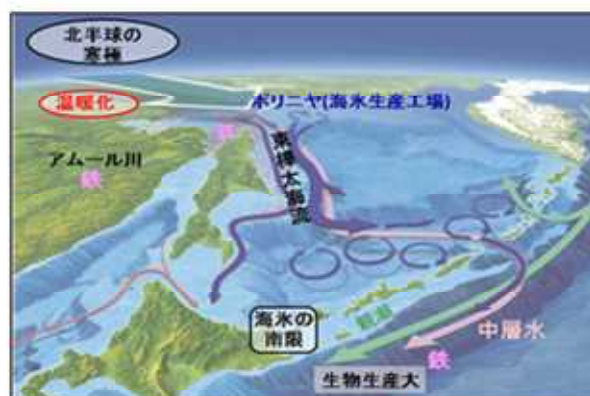 北半球の
寒極
温暖化
ポリニヤ(海氷生産工場)
アムール川
鉄
東樺太海流
海氷の
南限
親潮
中層水
鉄
生物生産大